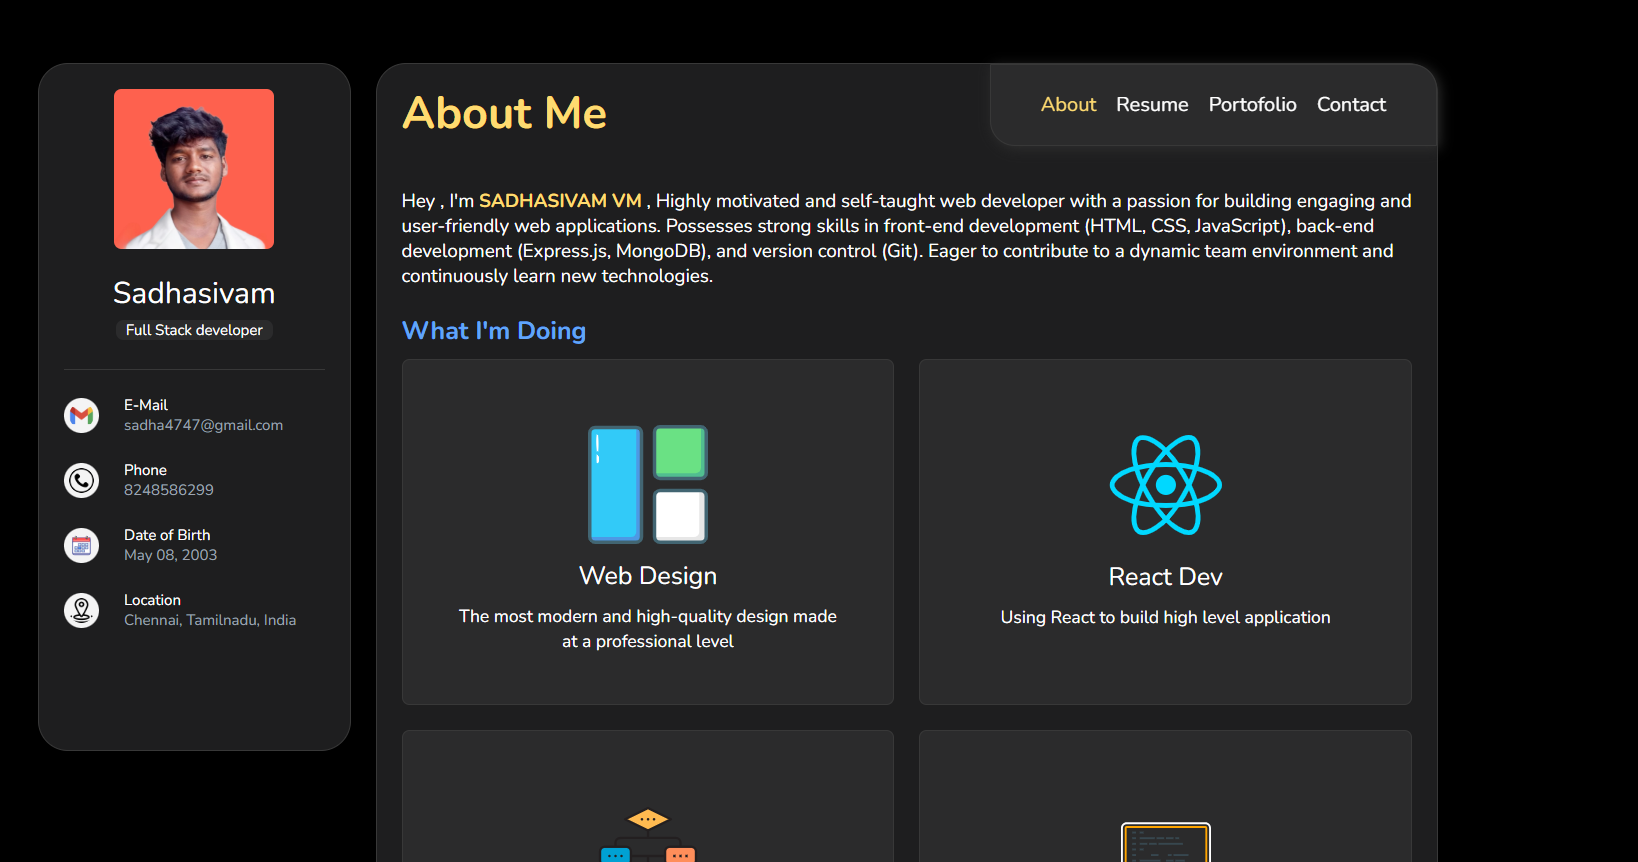 Sadhasivam
Full Stack developer
E-Mail
sadha4747@gmail.com
Phone
8248586299
Date of Birth
May 08, 2003
Location
Chennai, Tamilnadu, India
About Me
About Resume Portofolio Contact
Hey , I'm SADHASIVAM VM , Highly motivated and self-taught web developer with a passion for building engaging and
user-friendly web applications. Possesses strong skills in front-end development (HTML, CSS, JavaScript), back-end
development (Express.js, MongoDB), and version control (Git). Eager to contribute to a dynamic team environment and
continuously learn new technologies.
What I'm Doing
Web Design
The most modern and high-quality design made
at a professional level
React Dev
Using React to build high level application